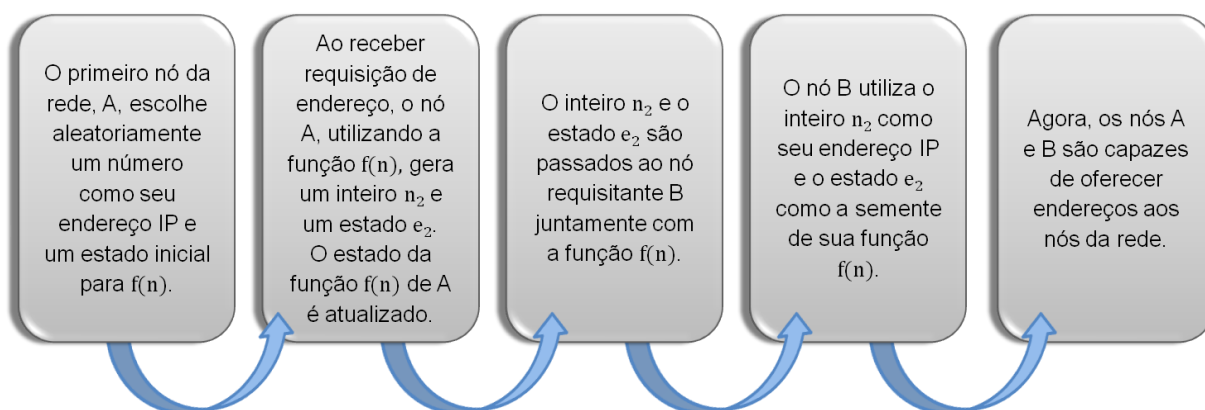 O primeiro nó da
rede, A, escolhe
aleatoriamente
um número
como seu
endereço IP e
um estado inicial
para f(n).
Ao receber
requisição de
endereço, o nó
A, utilizando a
função f(n), gera
um inteiro n₂ e
um estado e₂.
O estado da
função f(n) de A
é atualizado.
O inteiro n₂ e o
estado e₂ são
passados ao nó
requisitante B
juntamente com
a função f(n).
O nó B utiliza o
inteiro n₂ como
seu endereço IP
e o estado e₂
como a semente
de sua função
f(n).
Agora, os nós A
e B são capazes
de oferecer
endereços aos
nós da rede.